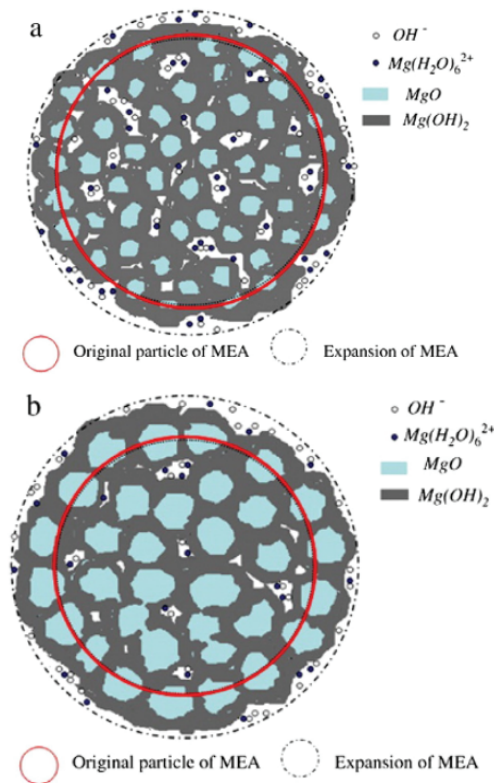 a
OH⁻
Mg(H₂O)₆²⁺
MgO
Mg(OH)₂
Original particle of MEA
Expansion of MEA
b
OH⁻
Mg(H₂O)₆²⁺
MgO
Mg(OH)₂
Original particle of MEA
Expansion of MEA